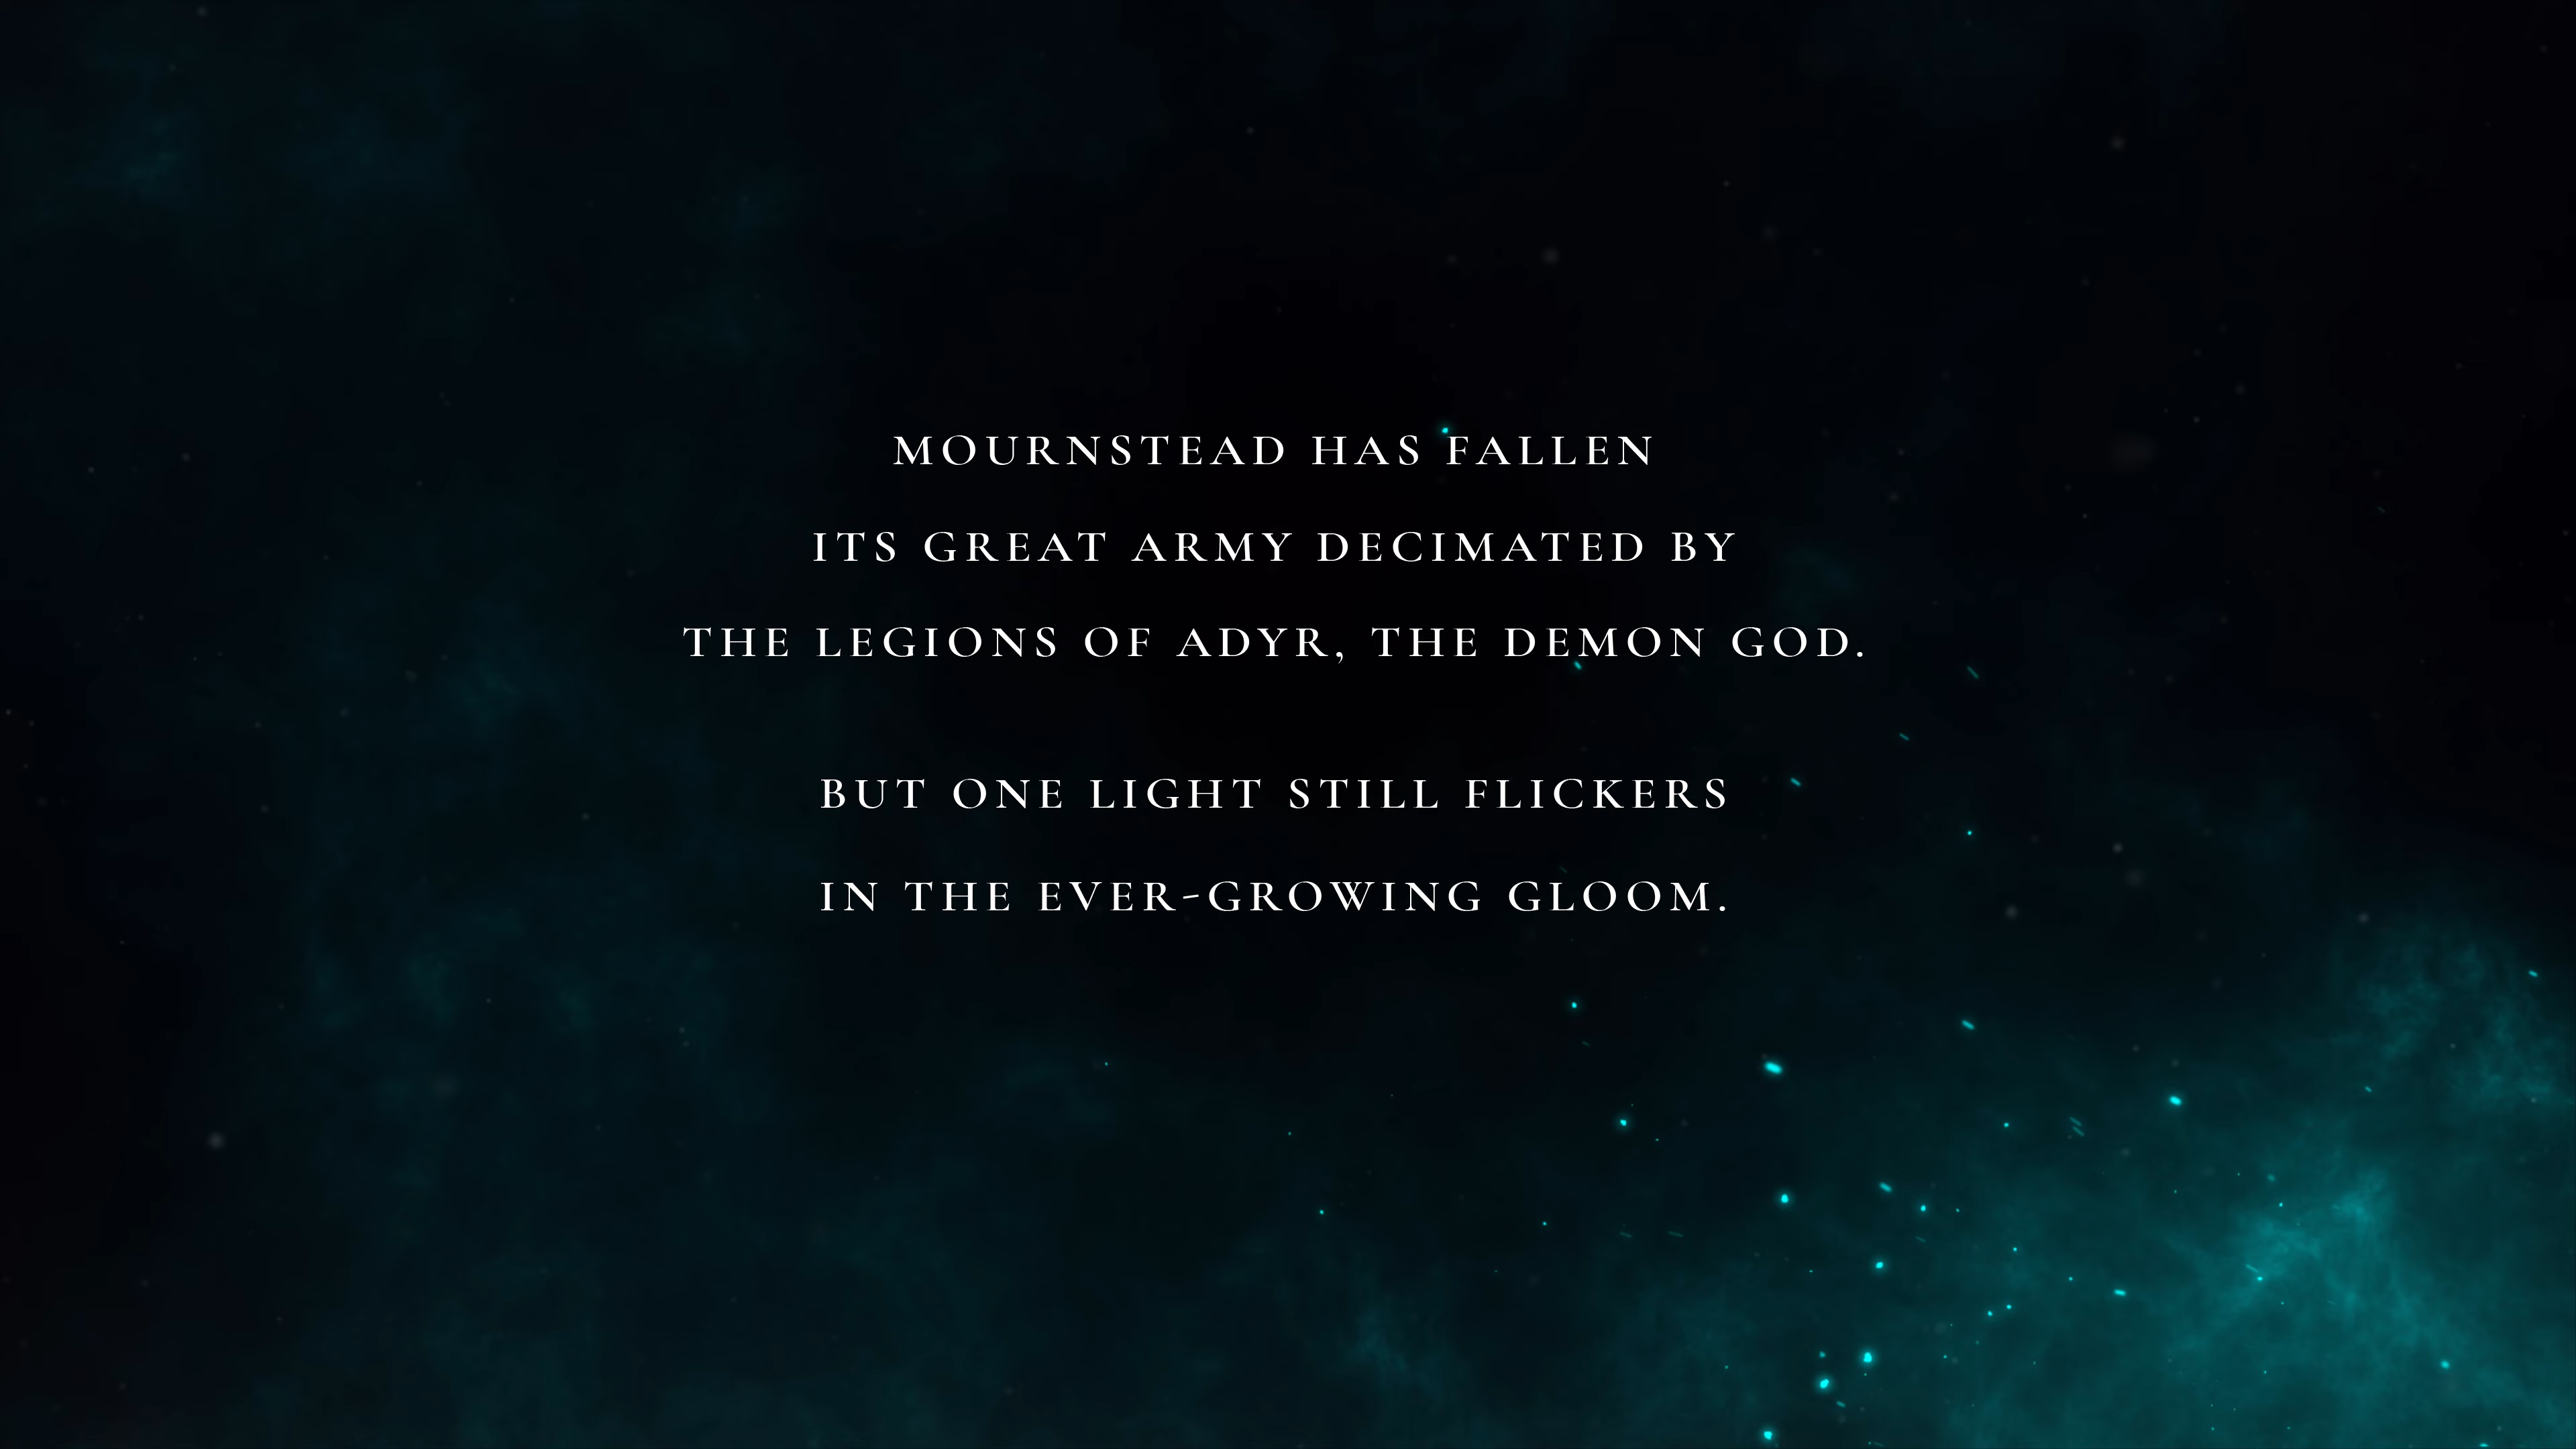 MOURNSTEAD HAS FALLEN
ITS GREAT ARMY DECIMATED BY
THE LEGIONS OF ADYR, THE DEMON GOD.
BUT ONE LIGHT STILL FLICKERS
IN THE EVER-GROWING GLOOM.